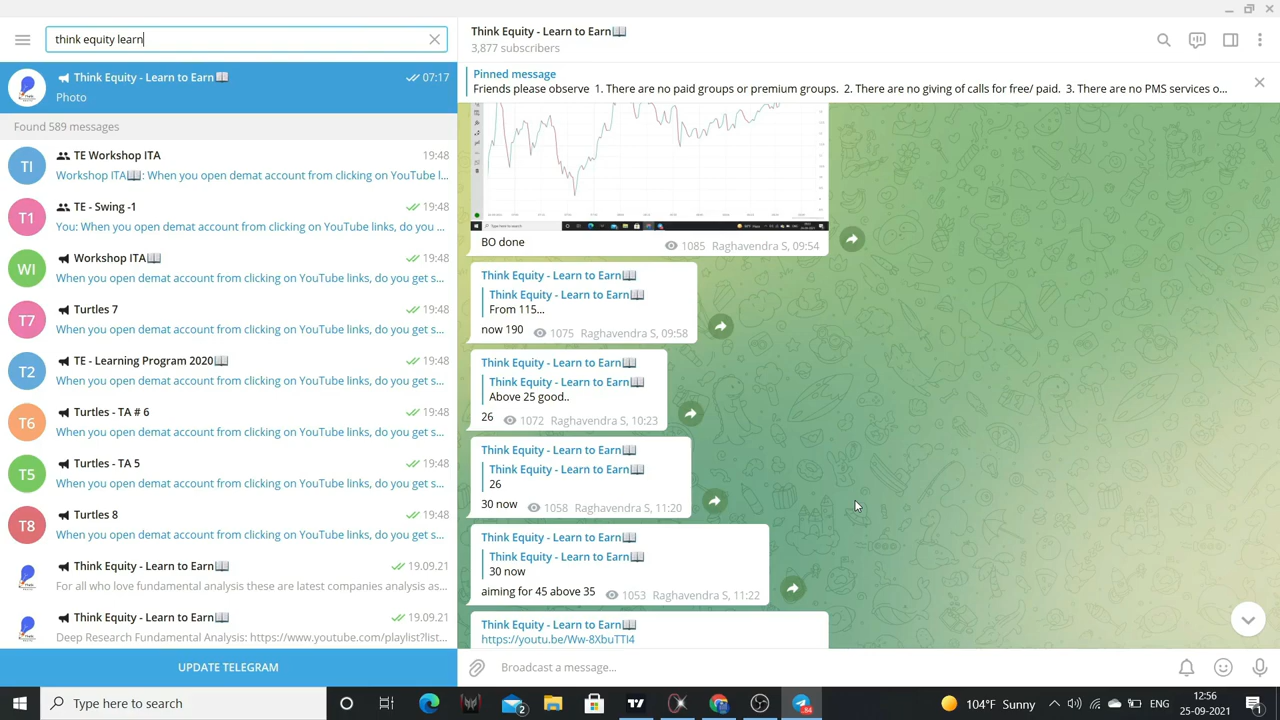 think equity learn
Think Equity - Learn to Earn📖 07:17
Photo
Found 589 messages
TI
TE Workshop ITA 19:48
Workshop ITA📖: When you open demat account from clicking on YouTube l...
T1
TE - Swing -1 19:48
You: When you open demat account from clicking on YouTube links, do you ...
WI
Workshop ITA📖 19:48
When you open demat account from clicking on YouTube links, do you get s...
T7
Turtles 7 19:48
When you open demat account from clicking on YouTube links, do you get s...
T2
TE - Learning Program 2020📖 19:48
When you open demat account from clicking on YouTube links, do you get s...
T6
Turtles - TA # 6 19:48
When you open demat account from clicking on YouTube links, do you get s...
T5
Turtles - TA 5 19:48
When you open demat account from clicking on YouTube links, do you get s...
T8
Turtles 8 19:48
When you open demat account from clicking on YouTube links, do you get s...
Think Equity - Learn to Earn📖 19.09.21
For all who love fundamental analysis these are latest companies analysis as...
Think Equity - Learn to Earn📖 19.09.21
Deep Research Fundamental Analysis: https://www.youtube.com/playlist?list...
UPDATE TELEGRAM
Think Equity - Learn to Earn📖
3,877 subscribers
Pinned message
Friends please observe 1. There are no paid groups or premium groups. 2. There are no giving of calls for free/ paid. 3. There are no PMS services o...
BO done 1085 Raghavendra S, 09:54
Think Equity - Learn to Earn📖
Think Equity - Learn to Earn📖
From 115...
now 190 1075 Raghavendra S, 09:58
Think Equity - Learn to Earn📖
Think Equity - Learn to Earn📖
Above 25 good..
26 1072 Raghavendra S, 10:23
Think Equity - Learn to Earn📖
Think Equity - Learn to Earn📖
26
30 now 1058 Raghavendra S, 11:20
Think Equity - Learn to Earn📖
Think Equity - Learn to Earn📖
30 now
aiming for 45 above 35 1053 Raghavendra S, 11:22
Think Equity - Learn to Earn📖
https://youtu.be/Ww-8XbuTTI4
Broadcast a message...
Type here to search
2
84
104°F Sunny
ENG
12:56
25-09-2021
1